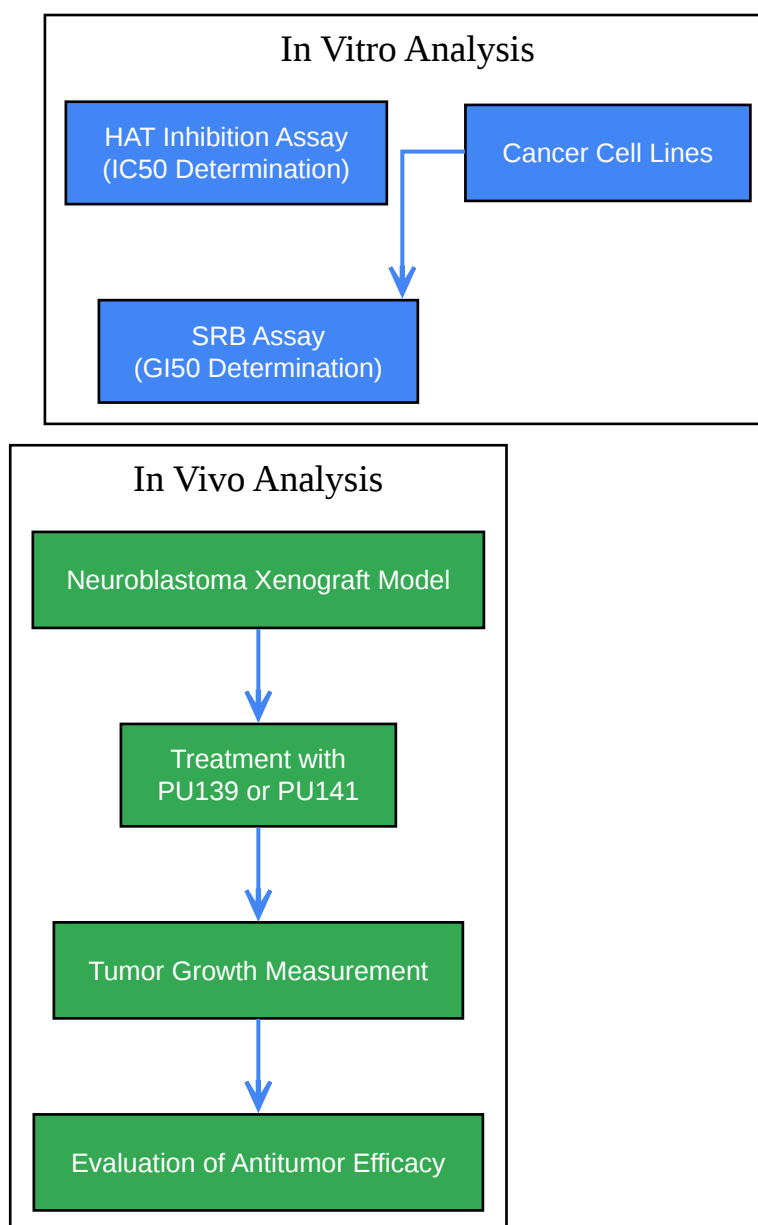 In Vitro Analysis
HAT Inhibition Assay
(IC50 Determination)
Cancer Cell Lines
SRB Assay
(GI50 Determination)
In Vivo Analysis
Neuroblastoma Xenograft Model
Treatment with
PU139 or PU141
Tumor Growth Measurement
Evaluation of Antitumor Efficacy